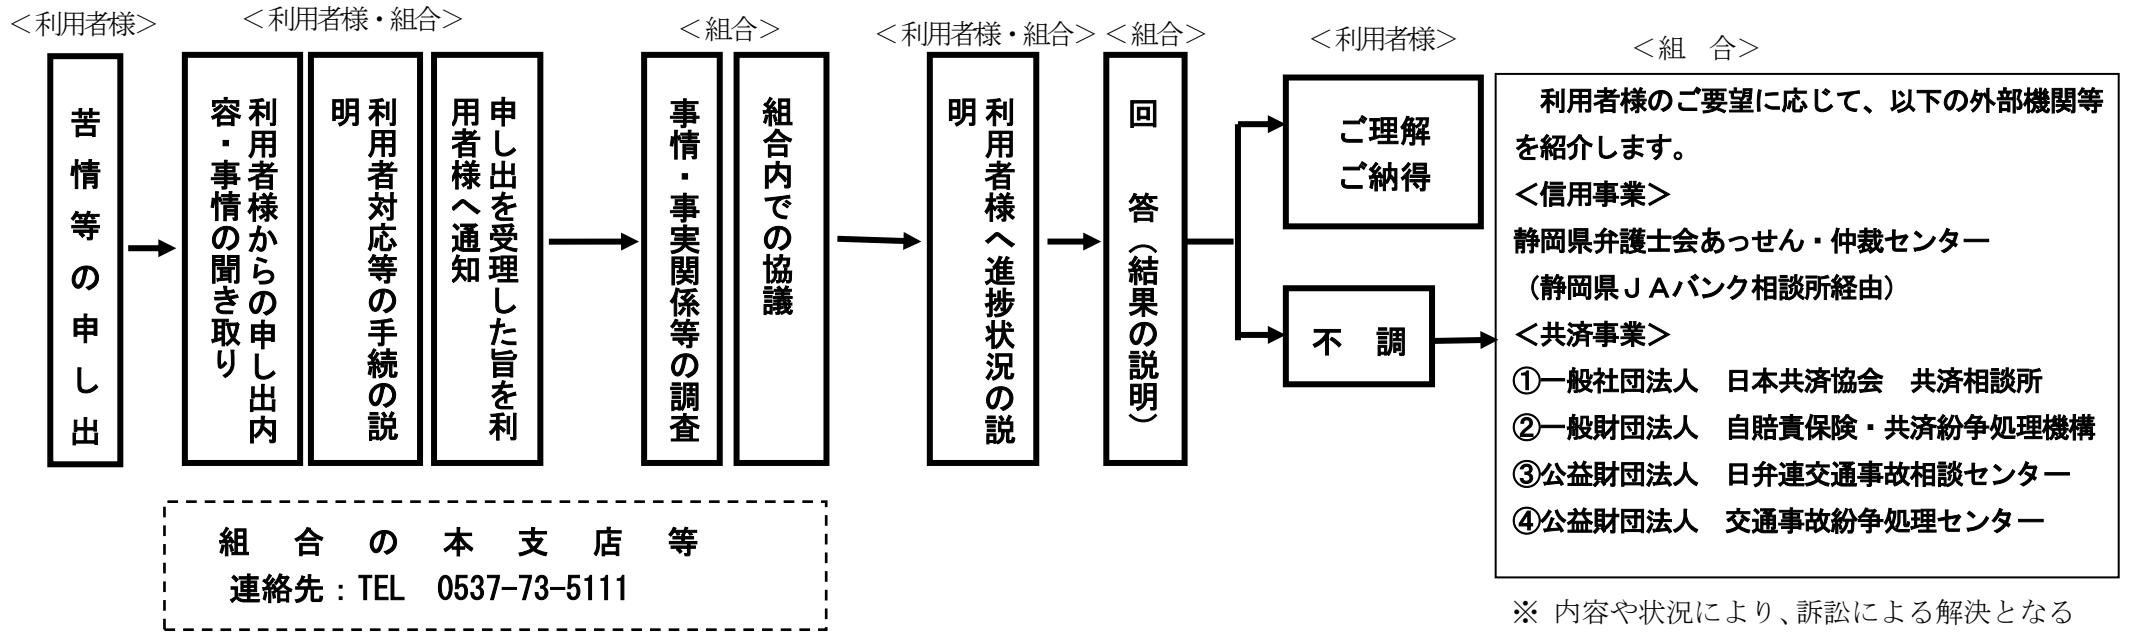 ＜利用者様＞
苦情等の申し出
＜利用者様・組合＞
利用者様からの申し出内
容・事情の聞き取り
利用者対応等の手続の説
明
申し出を受理した旨を利
用者様へ通知
＜組合＞
事情・事実関係等の調査
組合内での協議
＜利用者様・組合＞
利用者様へ進捗状況の説
明
＜組合＞
回　答（結果の説明）
＜利用者様＞
ご理解
ご納得
不　調
＜組　合＞
利用者様のご要望に応じて、以下の外部機関等
を紹介します。
＜信用事業＞
静岡県弁護士会あっせん・仲裁センター
（静岡県ＪＡバンク相談所経由）
＜共済事業＞
①一般社団法人　日本共済協会　共済相談所
②一般財団法人　自賠責保険・共済紛争処理機構
③公益財団法人　日弁連交通事故相談センター
④公益財団法人　交通事故紛争処理センター
※ 内容や状況により、訴訟による解決となる
組　合　の　本　支　店　等
連絡先：TEL　0537−73−5111